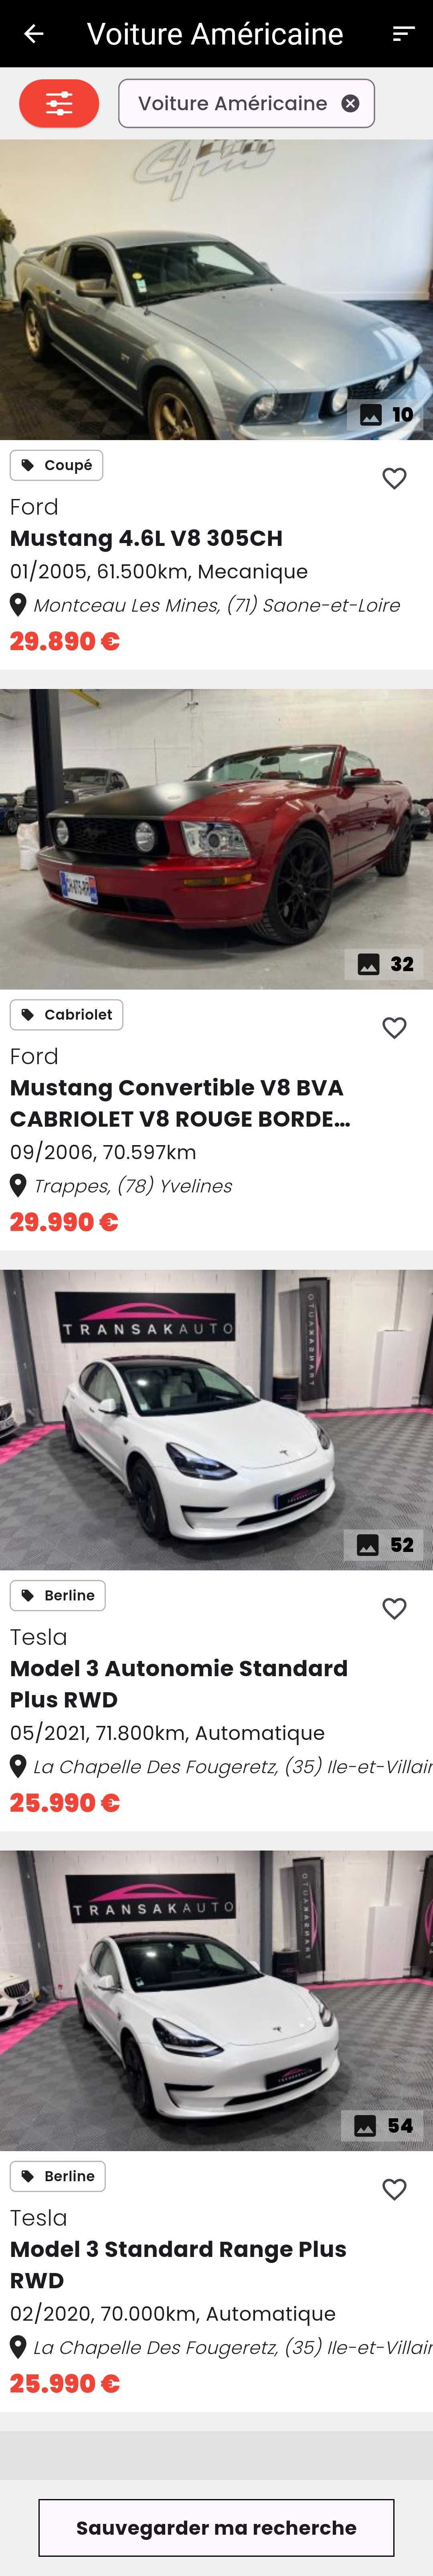 Voiture Américaine
Voiture Américaine
10
Coupé
Ford
Mustang 4.6L V8 305CH
01/2005, 61.500km, Mecanique
Montceau Les Mines, (71) Saone-et-Loire
29.890 €
32
Cabriolet
Ford
Mustang Convertible V8 BVA
CABRIOLET V8 ROUGE BORDE...
09/2006, 70.597km
Trappes, (78) Yvelines
29.990 €
TRANSAKAUTO
52
Berline
Tesla
Model 3 Autonomie Standard
Plus RWD
05/2021, 71.800km, Automatique
La Chapelle Des Fougeretz, (35) Ile-et-Villair
25.990 €
TRANSAKAUTO
54
Berline
Tesla
Model 3 Standard Range Plus
RWD
02/2020, 70.000km, Automatique
La Chapelle Des Fougeretz, (35) Ile-et-Villair
25.990 €
Sauvegarder ma recherche